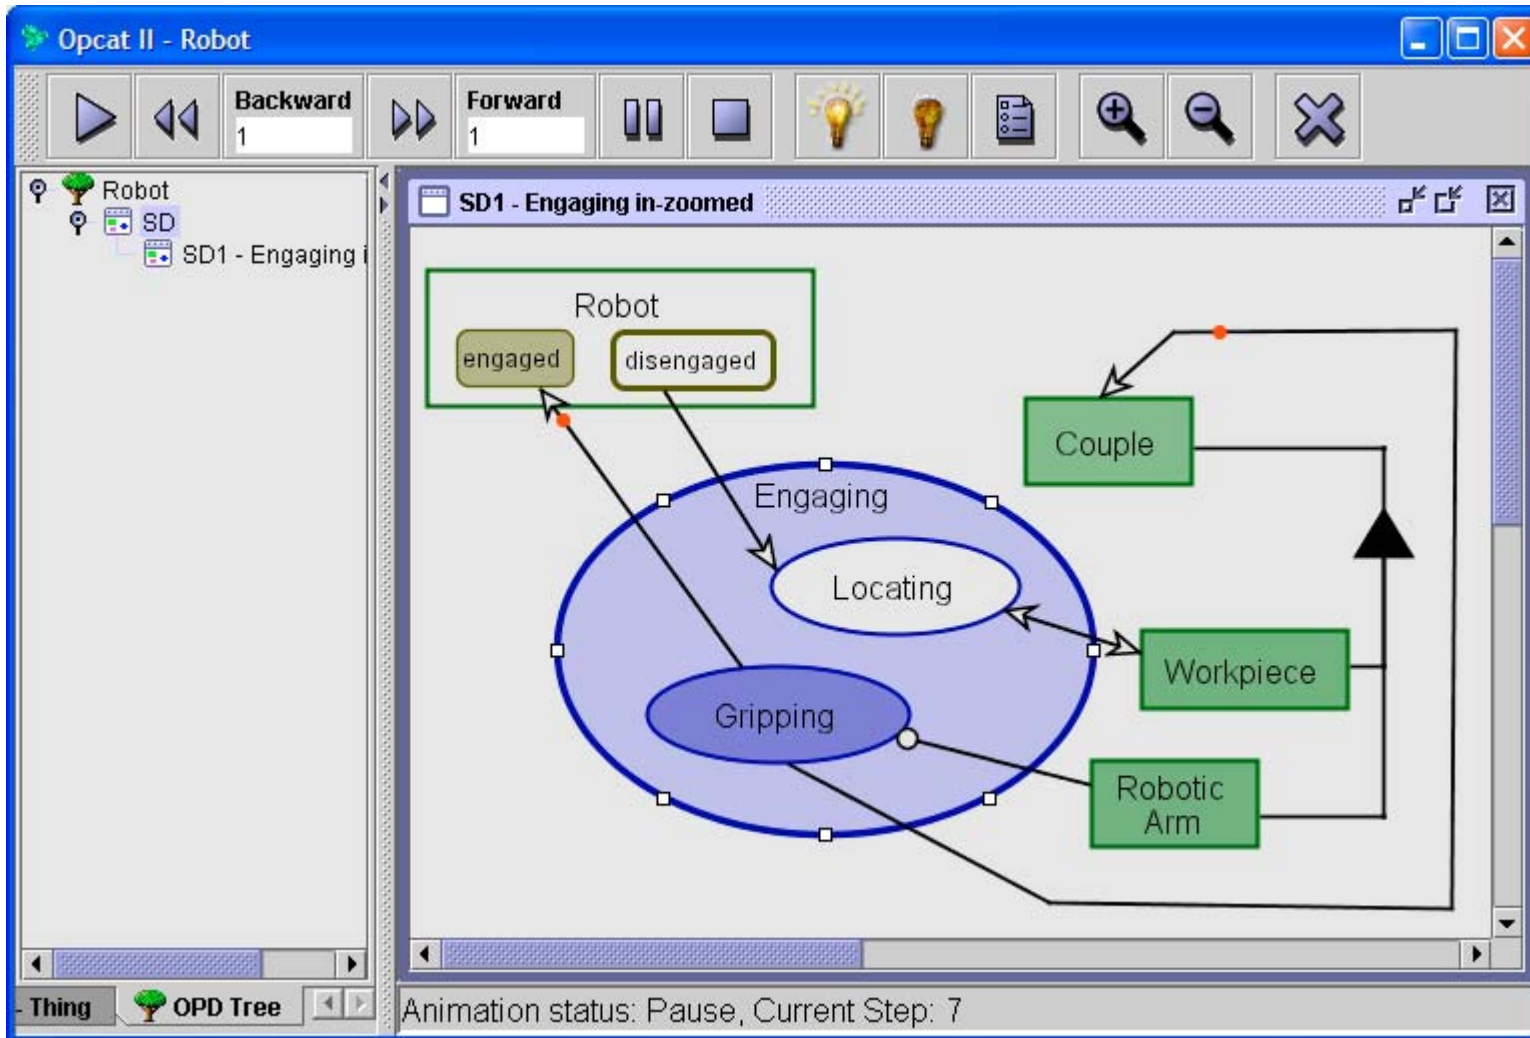 Opcat II - Robot
Backward
1
Forward
1
Robot
SD
SD1 - Engaging i
SD1 - Engaging in-zoomed
Robot
engaged
disengaged
Couple
Engaging
Locating
Workpiece
Gripping
Robotic
Arm
- Thing
OPD Tree
Animation status: Pause, Current Step: 7